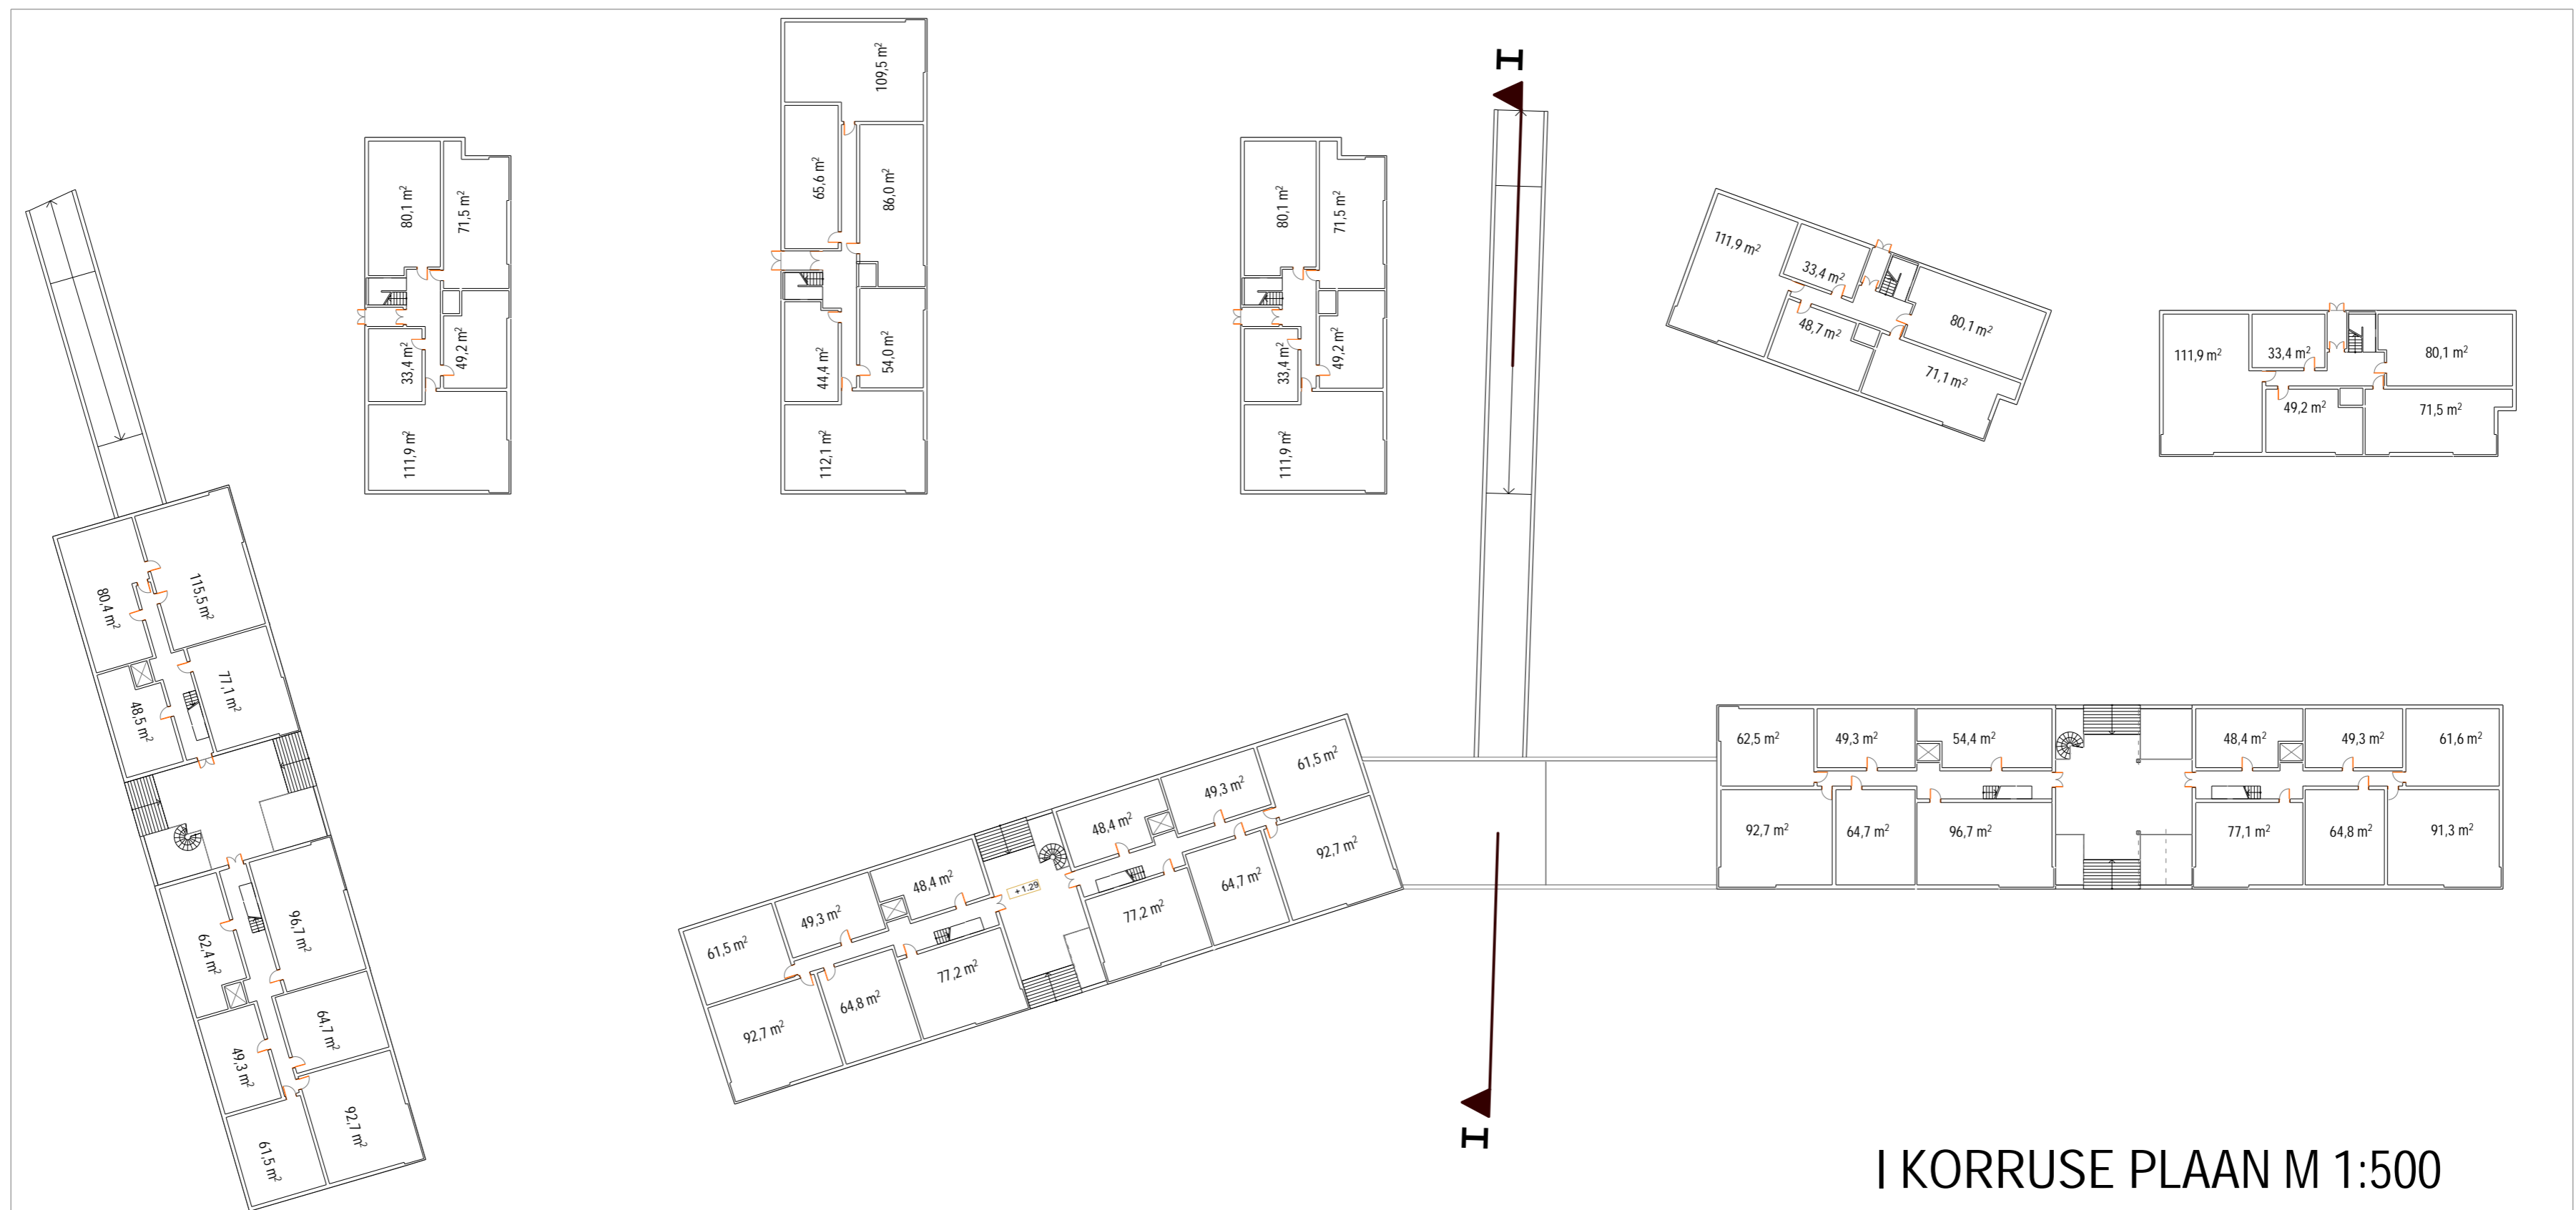 109,5 m²
65,6 m²
86,0 m²
44,4 m²
54,0 m²
112,1 m²
80,1 m²
71,5 m²
33,4 m²
49,2 m²
111,9 m²
80,1 m²
71,5 m²
33,4 m²
49,2 m²
111,9 m²
I
111,9 m²
33,4 m²
48,7 m²
80,1 m²
71,1 m²
111,9 m²
33,4 m²
80,1 m²
49,2 m²
71,5 m²
80,4 m²
115,5 m²
77,1 m²
48,5 m²
96,7 m²
62,4 m²
64,7 m²
49,3 m²
92,7 m²
61,5 m²
61,5 m²
49,3 m²
48,4 m²
+1.29
48,4 m²
49,3 m²
61,5 m²
92,7 m²
64,8 m²
77,2 m²
77,2 m²
64,7 m²
92,7 m²
62,5 m²
49,3 m²
54,4 m²
48,4 m²
49,3 m²
61,6 m²
92,7 m²
64,7 m²
96,7 m²
77,1 m²
64,8 m²
91,3 m²
I
I KORRUSE PLAAN M 1:500